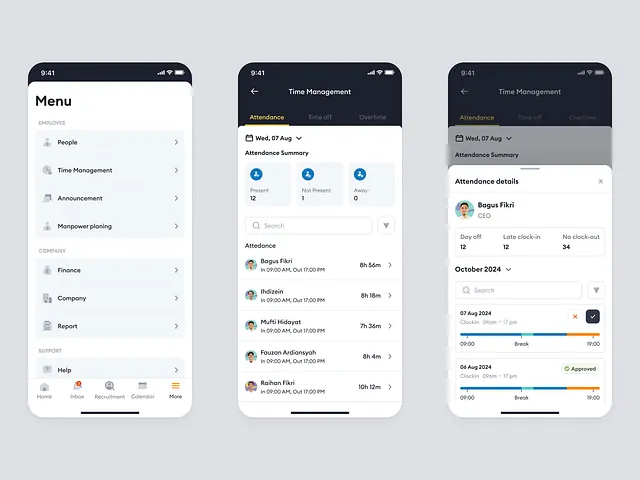 9:41
Menu
EMPLOYEE
People
Time Management
Announcement
Manpower planing
COMPANY
Finance
Company
Report
SUPPORT
Help
Home Inbox Recruitment Calendar More
9:41
Time Management
Attendance Time off Overtime
Wed, 07 Aug
Attendance Summary
Present Not Present Away
12 1 0
Search
Attedance
Bagus Fikri
In 09:00 AM, Out 17:00 PM
8h 56m
Ihdizein
In 09:00 AM, Out 17:00 PM
8h 18m
Mufti Hidayat
In 09:00 AM, Out 17:00 PM
7h 36m
Fauzan Ardiansyah
In 09:00 AM, Out 17:00 PM
8h 4m
Raihan Fikri
In 09:00 AM, Out 17:00 PM
10h 12m
9:41
Time Management
Attendance Time off Overtime
Wed, 07 Aug
Attendance Summary
Attendance details
Bagus Fikri
CEO
Day off Late clock-in No clock-out
12 12 34
October 2024
Search
07 Aug 2024
Clockin 09am - 17 pm
09:00 Break 19:00
06 Aug 2024
Approved
Clockin 09am - 17 pm
09:00 Break 19:00